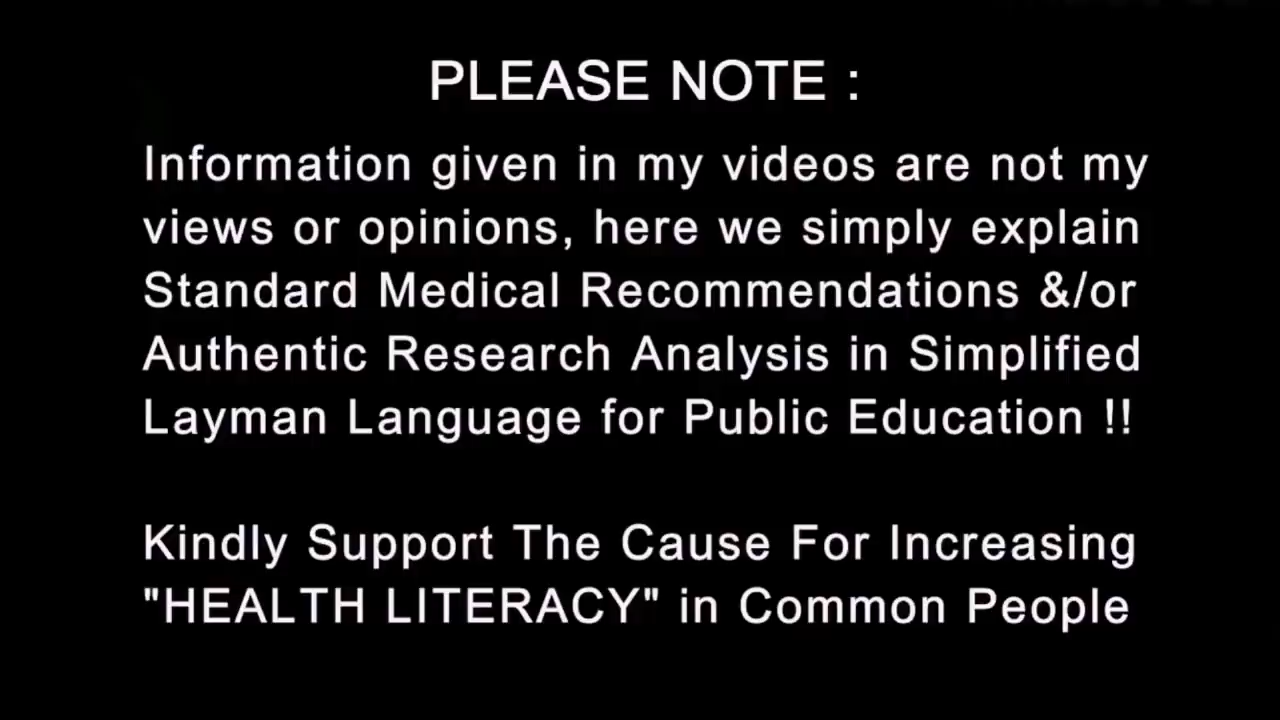 PLEASE NOTE :
Information given in my videos are not my
views or opinions, here we simply explain
Standard Medical Recommendations &/or
Authentic Research Analysis in Simplified
Layman Language for Public Education !!
Kindly Support The Cause For Increasing
"HEALTH LITERACY" in Common People